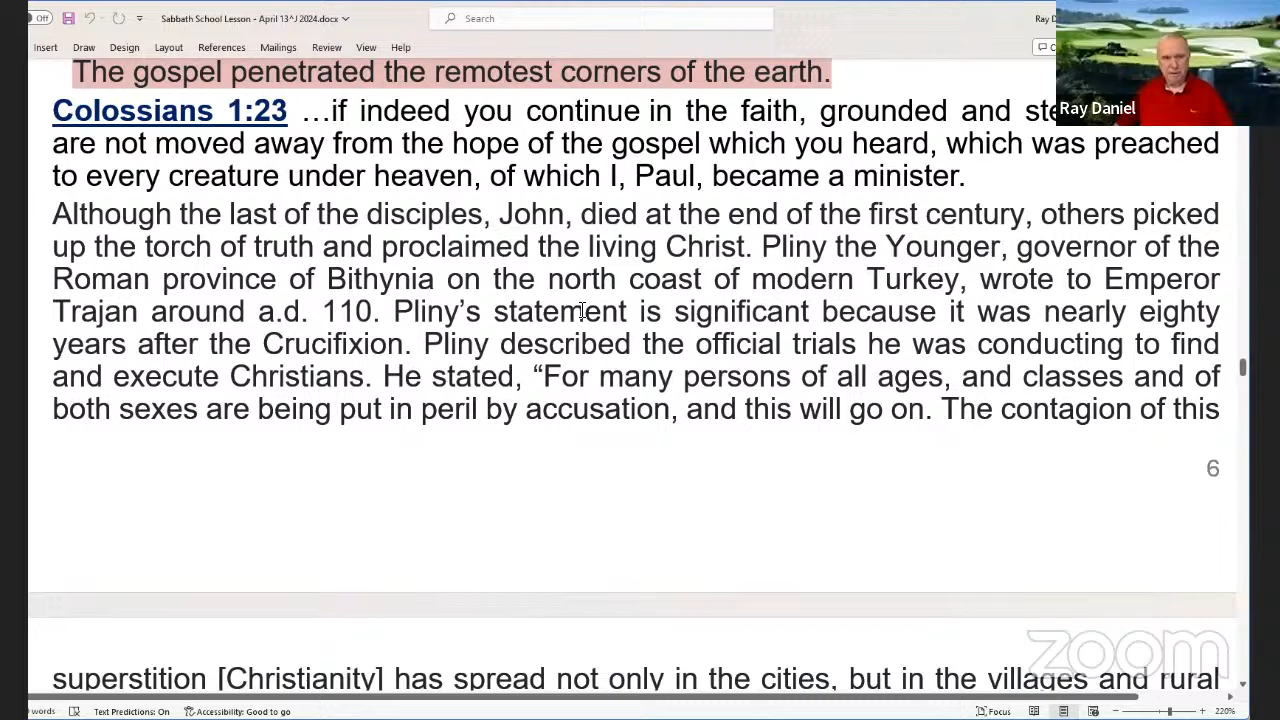 Off
Sabbath School Lesson - April 13^J 2024.docx
Search
Ray D
Insert Draw Design Layout References Mailings Review View Help
Ray Daniel
The gospel penetrated the remotest corners of the earth.
Colossians 1:23 …if indeed you continue in the faith, grounded and
are not moved away from the hope of the gospel which you heard, which was preached
to every creature under heaven, of which I, Paul, became a minister.
Although the last of the disciples, John, died at the end of the first century, others picked
up the torch of truth and proclaimed the living Christ. Pliny the Younger, governor of the
Roman province of Bithynia on the north coast of modern Turkey, wrote to Emperor
Trajan around a.d. 110. Pliny’s statement is significant because it was nearly eighty
years after the Crucifixion. Pliny described the official trials he was conducting to find
and execute Christians. He stated, “For many persons of all ages, and classes and of
both sexes are being put in peril by accusation, and this will go on. The contagion of this
6
zoom
superstition [Christianity] has spread not only in the cities, but in the villages and rural
words Text Predictions: On Accessibility: Good to go Focus 220%